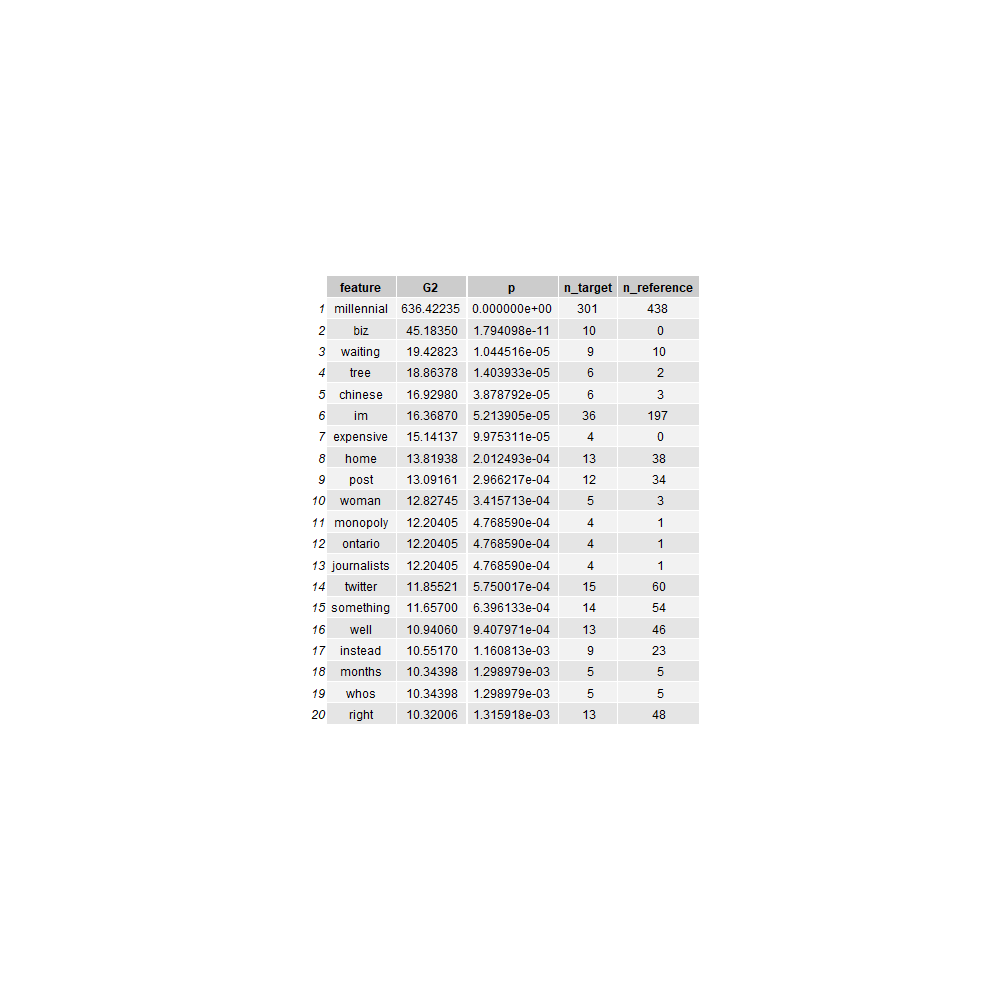 feature G2 p n_target n_reference
1 millennial 636.42235 0.000000e+00 301 438
2 biz 45.18350 1.794098e-11 10 0
3 waiting 19.42823 1.044516e-05 9 10
4 tree 18.86378 1.403933e-05 6 2
5 chinese 16.92980 3.878792e-05 6 3
6 im 16.36870 5.213905e-05 36 197
7 expensive 15.14137 9.975311e-05 4 0
8 home 13.81938 2.012493e-04 13 38
9 post 13.09161 2.966217e-04 12 34
10 woman 12.82745 3.415713e-04 5 3
11 monopoly 12.20405 4.768590e-04 4 1
12 ontario 12.20405 4.768590e-04 4 1
13 journalists 12.20405 4.768590e-04 4 1
14 twitter 11.85521 5.750017e-04 15 60
15 something 11.65700 6.396133e-04 14 54
16 well 10.94060 9.407971e-04 13 46
17 instead 10.55170 1.160813e-03 9 23
18 months 10.34398 1.298979e-03 5 5
19 whos 10.34398 1.298979e-03 5 5
20 right 10.32006 1.315918e-03 13 48